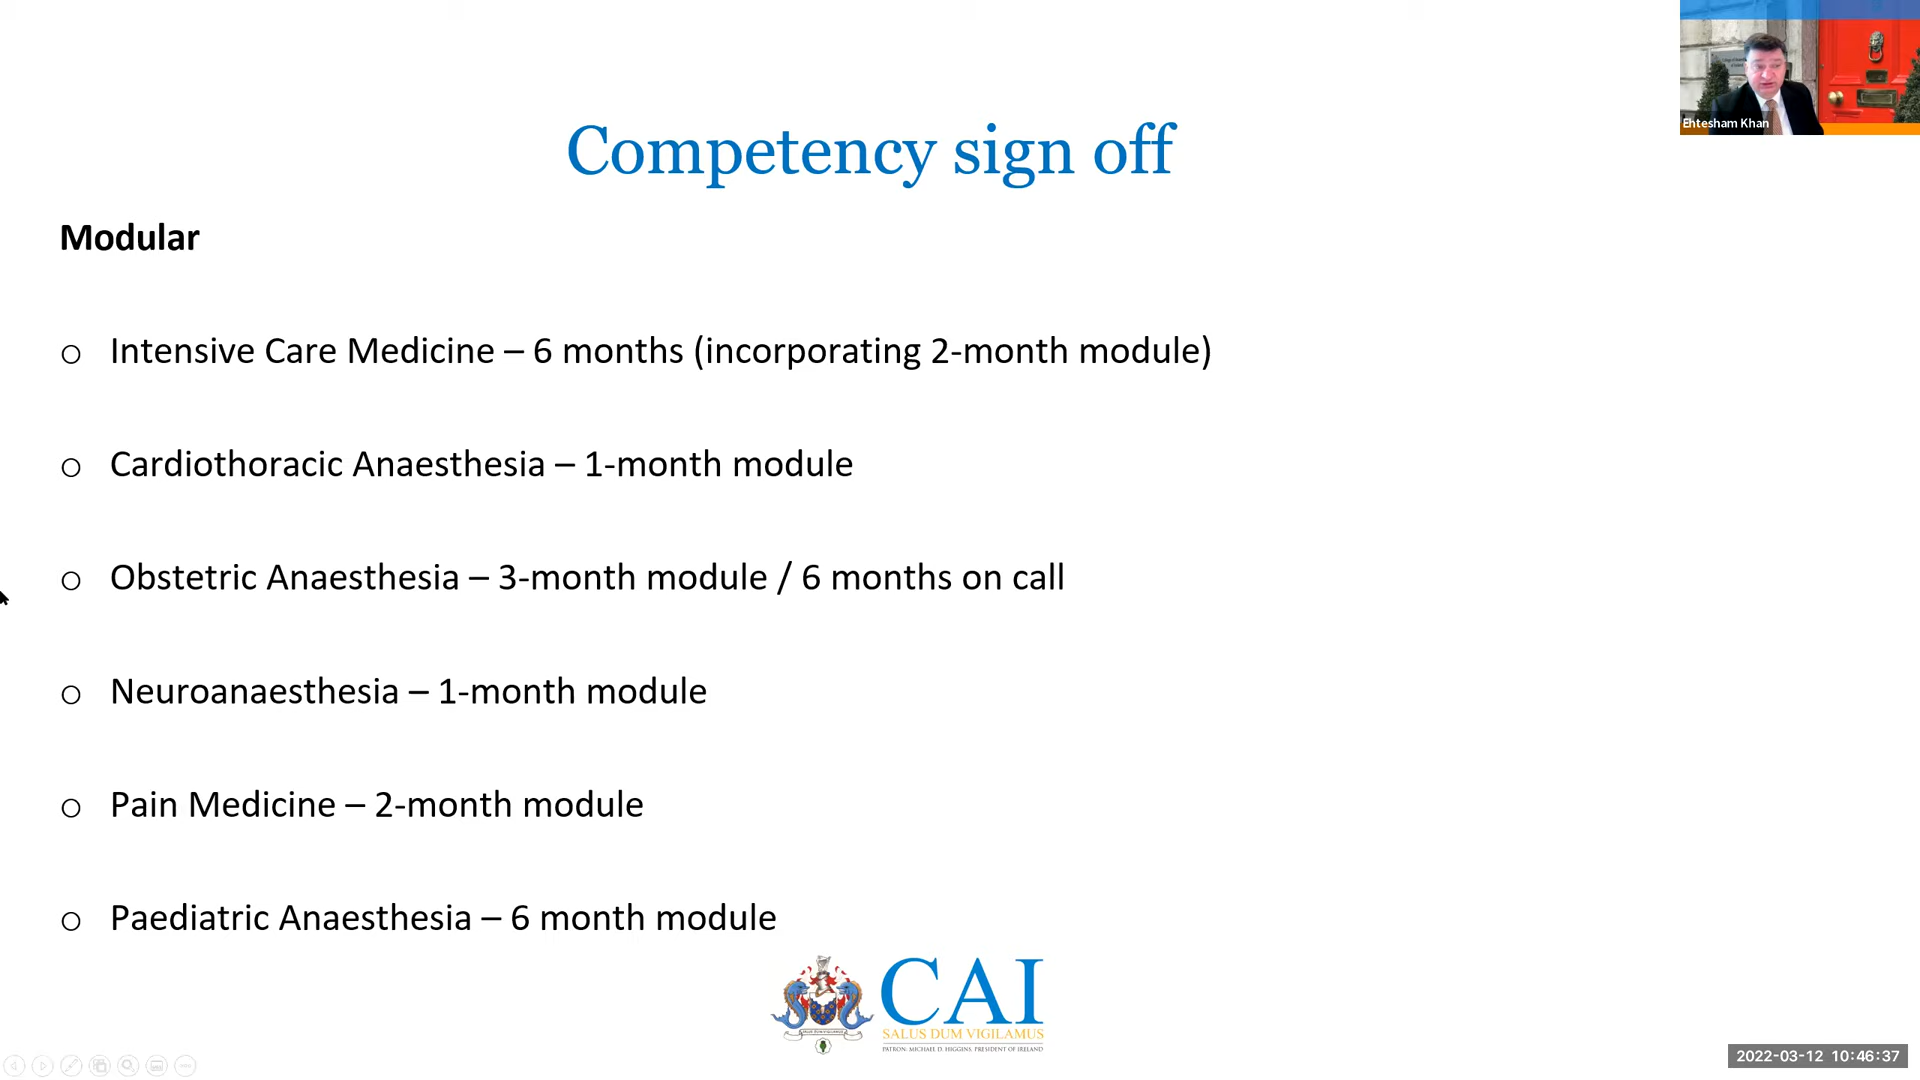 Ehtesham Khan
Competency sign off
Modular
o Intensive Care Medicine – 6 months (incorporating 2-month module)
o Cardiothoracic Anaesthesia – 1-month module
o Obstetric Anaesthesia – 3-month module / 6 months on call
o Neuroanaesthesia – 1-month module
o Pain Medicine – 2-month module
o Paediatric Anaesthesia – 6 month module
CAI
SALUS DUM VIGILAMUS
PATRON: MICHAEL D. HIGGINS, PRESIDENT OF IRELAND
2022-03-12 10:46:37